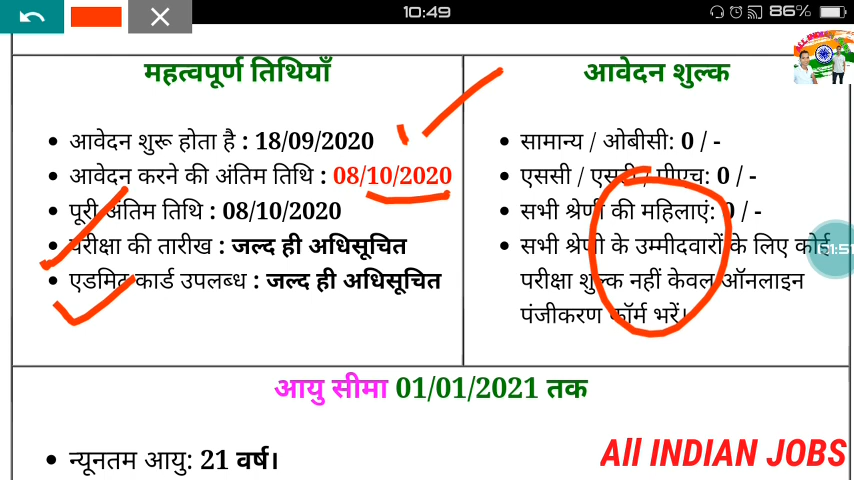 10:49
86%
महत्वपूर्ण तिथियाँ
आवेदन शुरू होता है : 18/09/2020
आवेदन करने की अंतिम तिथि : 08/10/2020
पूरी अंतिम तिथि : 08/10/2020
परीक्षा की तारीख : जल्द ही अधिसूचित
एडमिट कार्ड उपलब्ध : जल्द ही अधिसूचित
आवेदन शुल्क
सामान्य / ओबीसी: 0 / -
एससी / एसटी / पीएच: 0 / -
सभी श्रेणी की महिलाएं: 0 / -
सभी श्रेणी के उम्मीदवारों के लिए कोई
परीक्षा शुल्क नहीं केवल ऑनलाइन
पंजीकरण फॉर्म भरें।
आयु सीमा 01/01/2021 तक
न्यूनतम आयु: 21 वर्ष।
All INDIAN JOBS